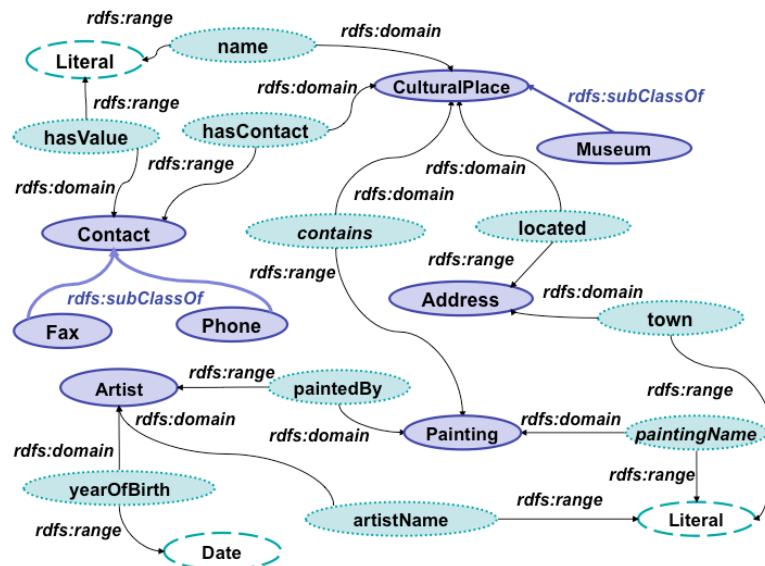 rdfs:range
name
rdfs:domain
Literal
rdfs:domain
CulturalPlace
rdfs:subClassOf
rdfs:range
hasValue
hasContact
Museum
rdfs:range
rdfs:domain
rdfs:domain
rdfs:domain
Contact
contains
located
rdfs:range
rdfs:range
rdfs:subClassOf
Address
rdfs:domain
Fax
Phone
town
rdfs:range
rdfs:range
Artist
paintedBy
rdfs:domain
rdfs:domain
Painting
paintingName
rdfs:domain
rdfs:domain
rdfs:range
yearOfBirth
rdfs:range
artistName
Literal
rdfs:range
Date